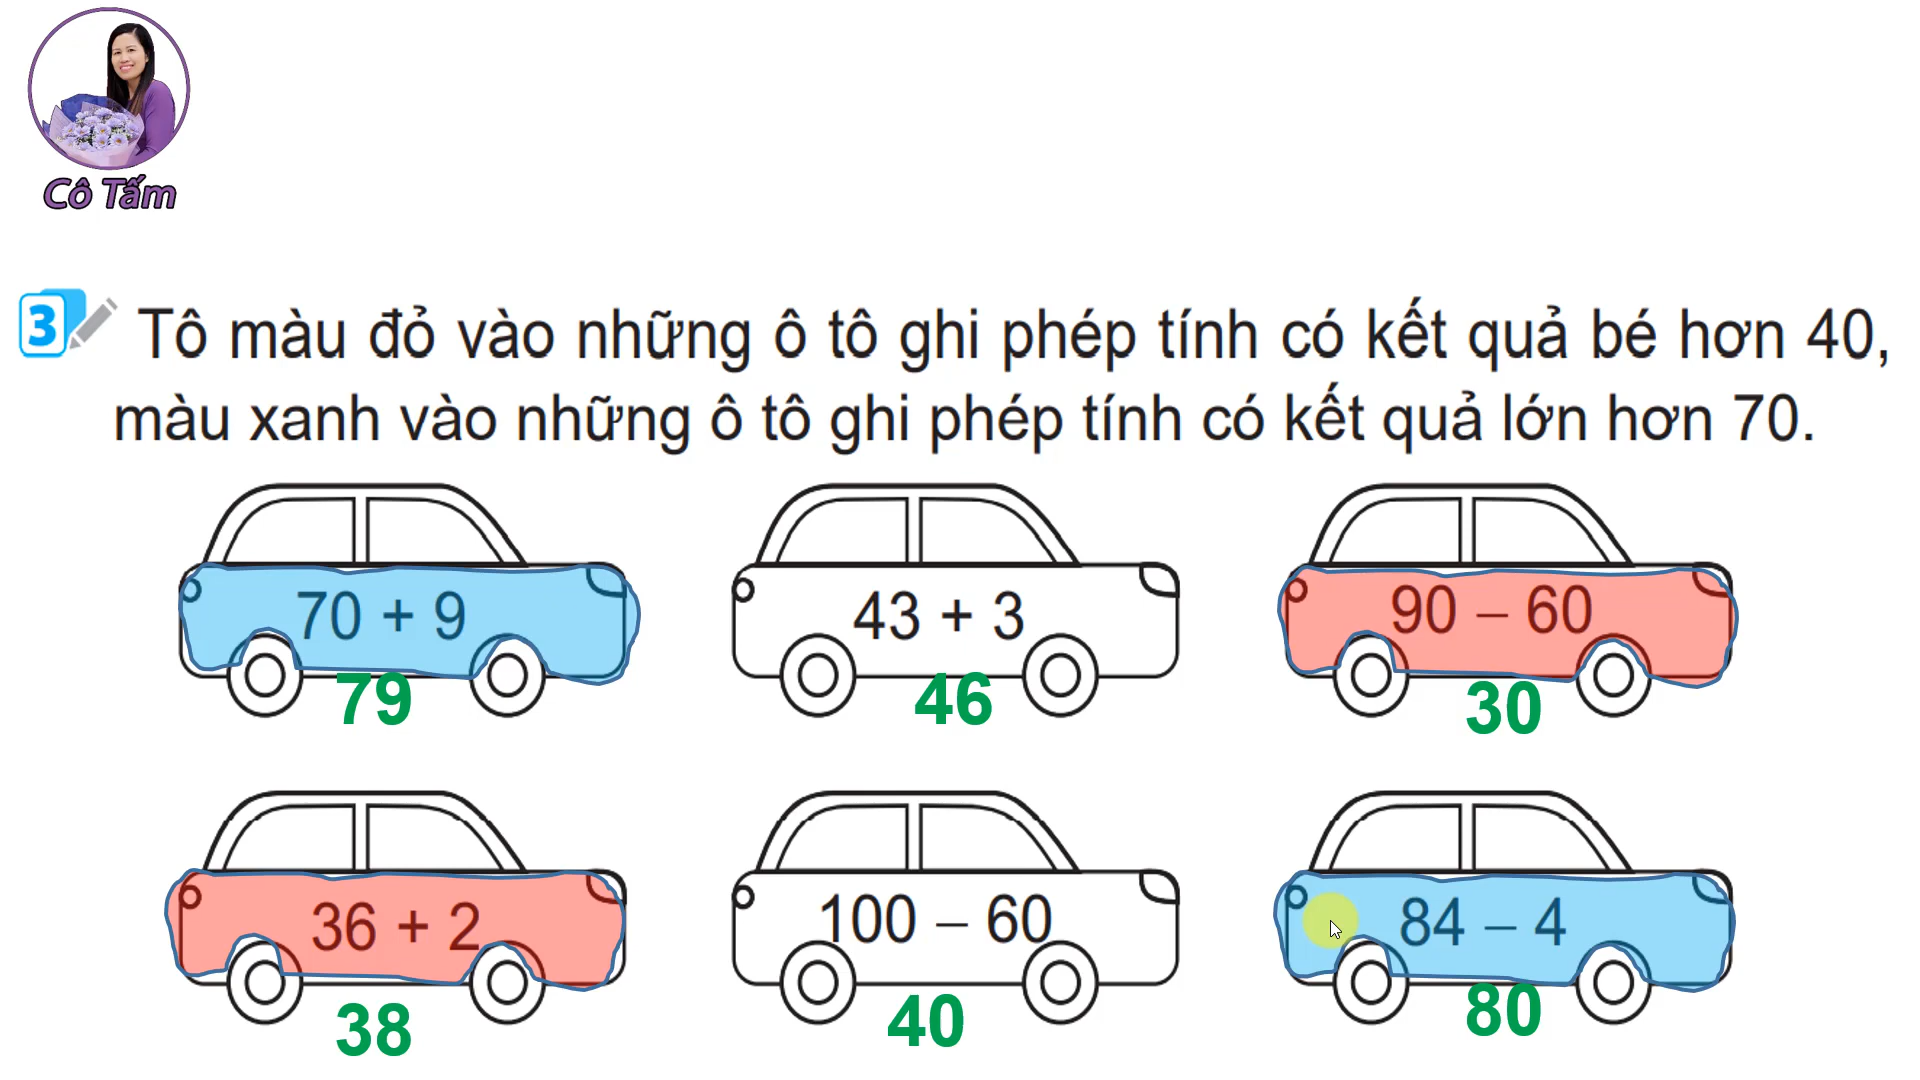 Cô Tấm
3 Tô màu đỏ vào những ô tô ghi phép tính có kết quả bé hơn 40,
màu xanh vào những ô tô ghi phép tính có kết quả lớn hơn 70.
70 + 9
43 + 3
90 – 60
79
46
30
36 + 2
100 – 60
84 – 4
38
40
80